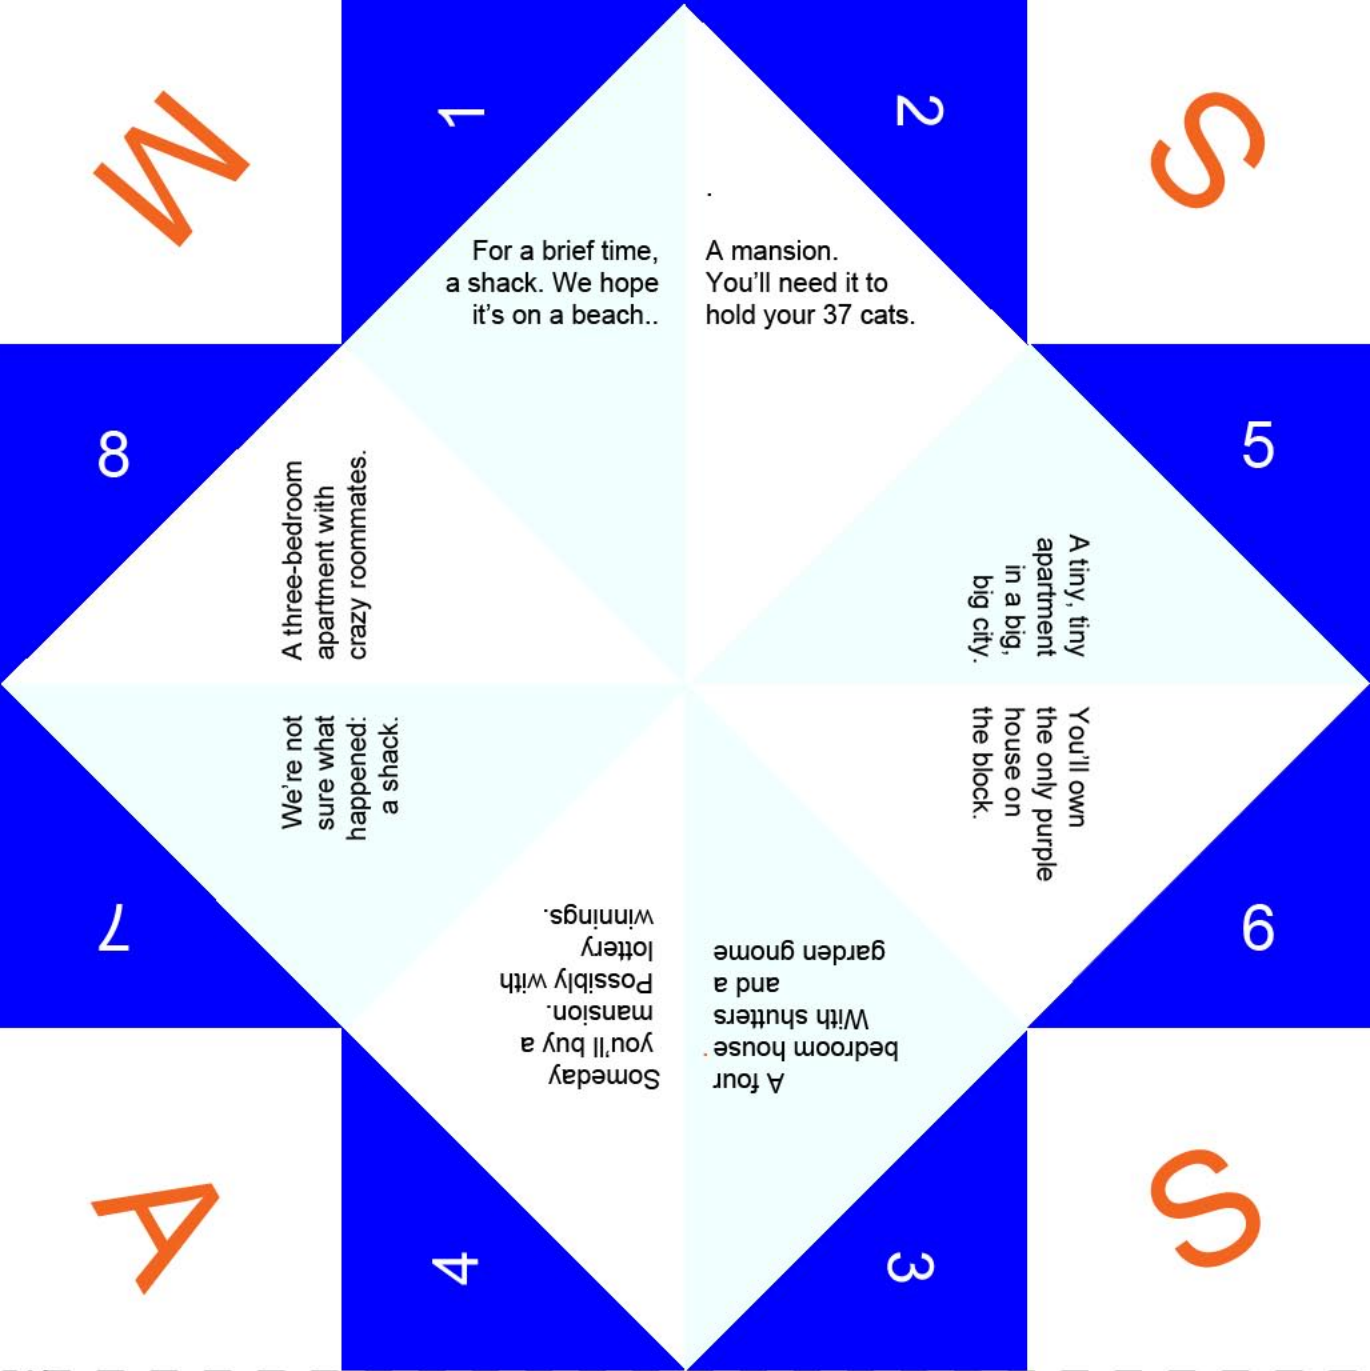 M
1
2
S
For a brief time,
a shack. We hope
it's on a beach..
.
A mansion.
You'll need it to
hold your 37 cats.
8
5
A three-bedroom
apartment with
crazy roommates.
A tiny, tiny
apartment
in a big,
big city.
We're not
sure what
happened:
a shack.
You'll own
the only purple
house on
the block.
7
6
Someday
you'll buy a
mansion.
Possibly with
lottery
winnings.
A four
bedroom house
With shutters
and a
garden gnome
A
4
3
S